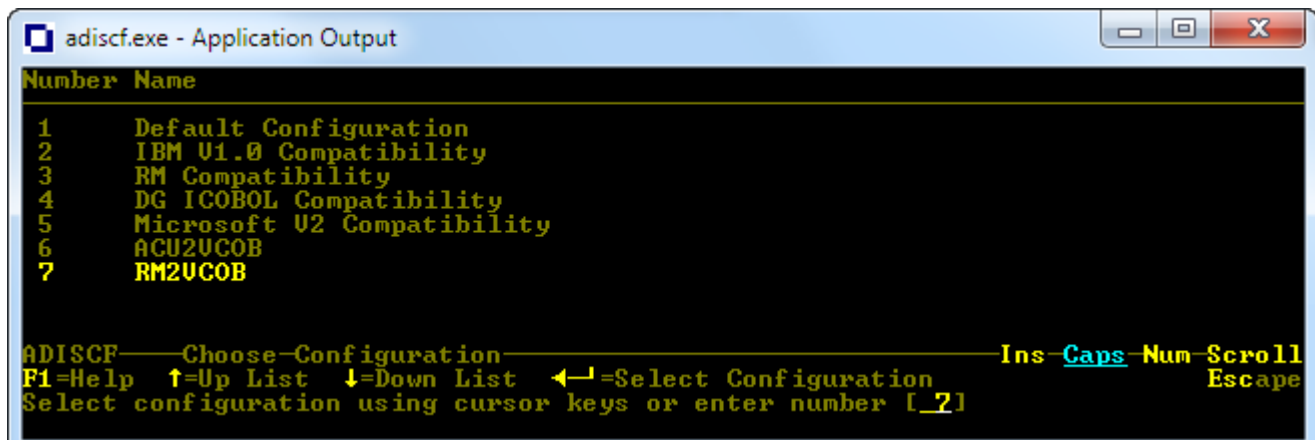 adiscf.exe - Application Output
Number Name
1 Default Configuration
2 IBM V1.0 Compatibility
3 RM Compatibility
4 DG ICOBOL Compatibility
5 Microsoft V2 Compatibility
6 ACU2VCOB
7 RM2VCOB
ADISCF——Choose-Configuration——Ins-Caps-Num-Scroll
F1=Help ↑=Up List ↓=Down List ◄┘=Select Configuration Escape
Select configuration using cursor keys or enter number [ 7]